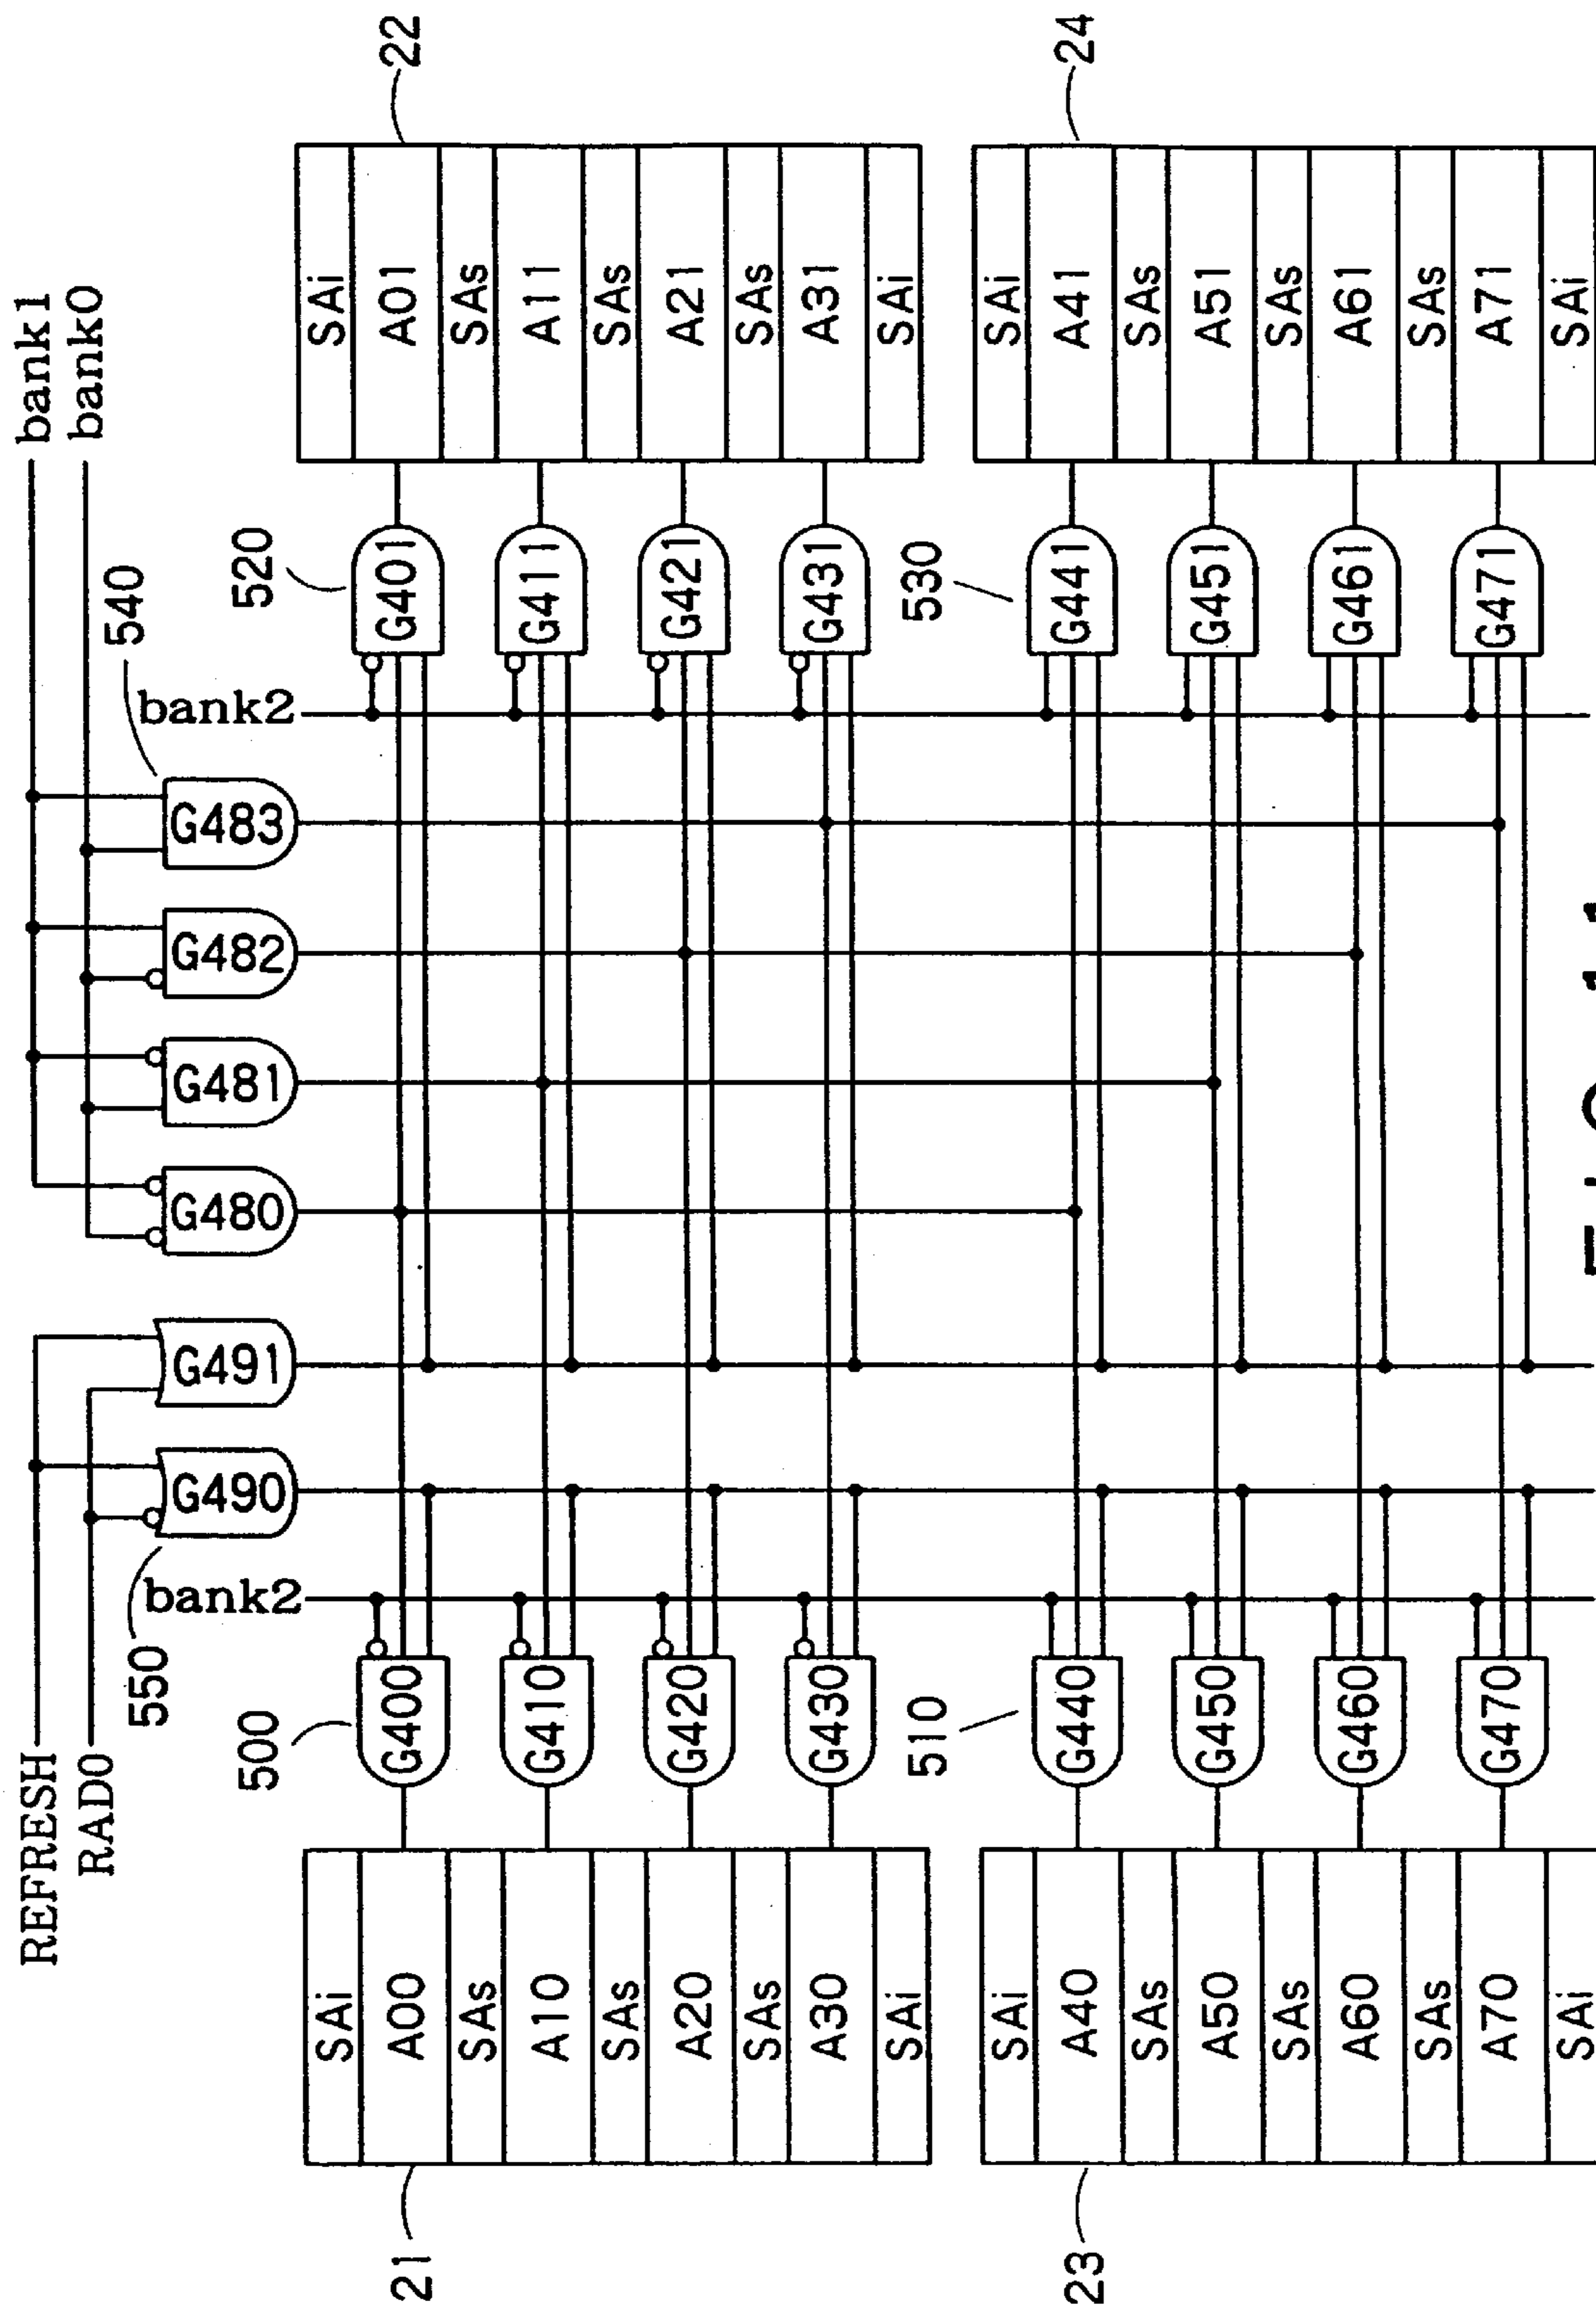 REFRESH
RAD0
bank1
bank0
550
bank2
G490
G491
G480
G481
G482
G483
540
bank2
500
520
21
22
SAi
A00
SAs
A10
SAs
A20
SAs
A30
SAi
G400
G410
G420
G430
G401
G411
G421
G431
SAi
A01
SAs
A11
SAs
A21
SAs
A31
SAi
510
530
23
24
SAi
A40
SAs
A50
SAs
A60
SAs
A70
SAi
G440
G450
G460
G470
G441
G451
G461
G471
SAi
A41
SAs
A51
SAs
A61
SAs
A71
SAi